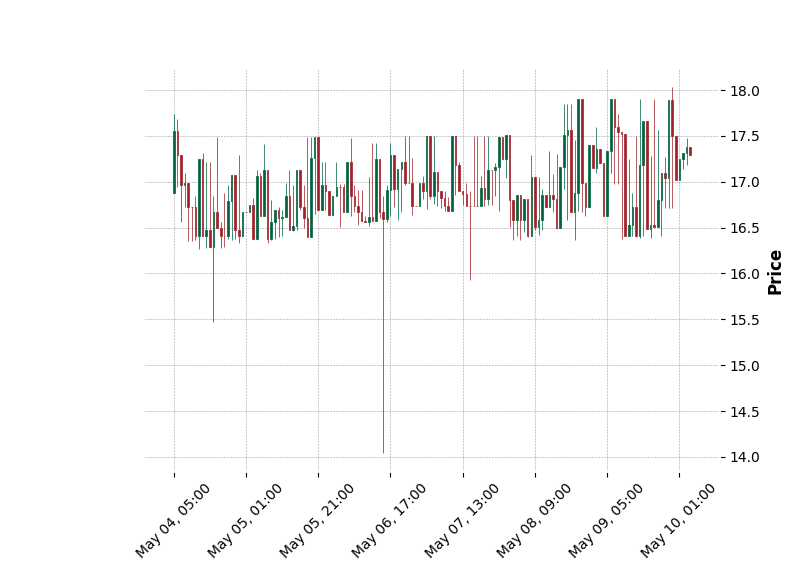 18.0
17.5
17.0
16.5
16.0
15.5
15.0
14.5
14.0
Price
May 04, 05:00
May 05, 01:00
May 05, 21:00
May 06, 17:00
May 07, 13:00
May 08, 09:00
May 09, 05:00
May 10, 01:00